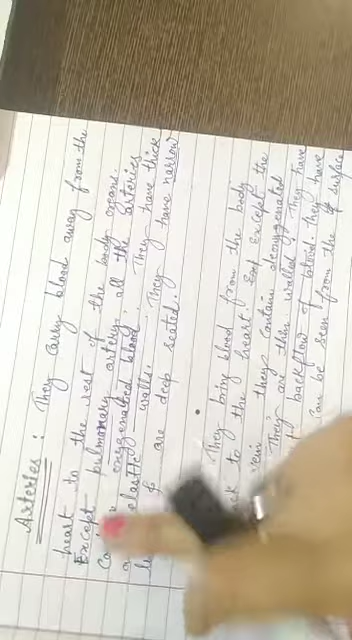 Arteries : They carry blood away from the
heart to the rest of the body organs.
Except pulmonary artery, all the arteries
oxygenated blood. They have thick
elastic walls. They have narrow
are deep seated.
They bring blood from the body
back to the heart. Except the
vein they contain deoxygenated
They are thin walled They have
backflow of blood. they have
can be seen from the surface